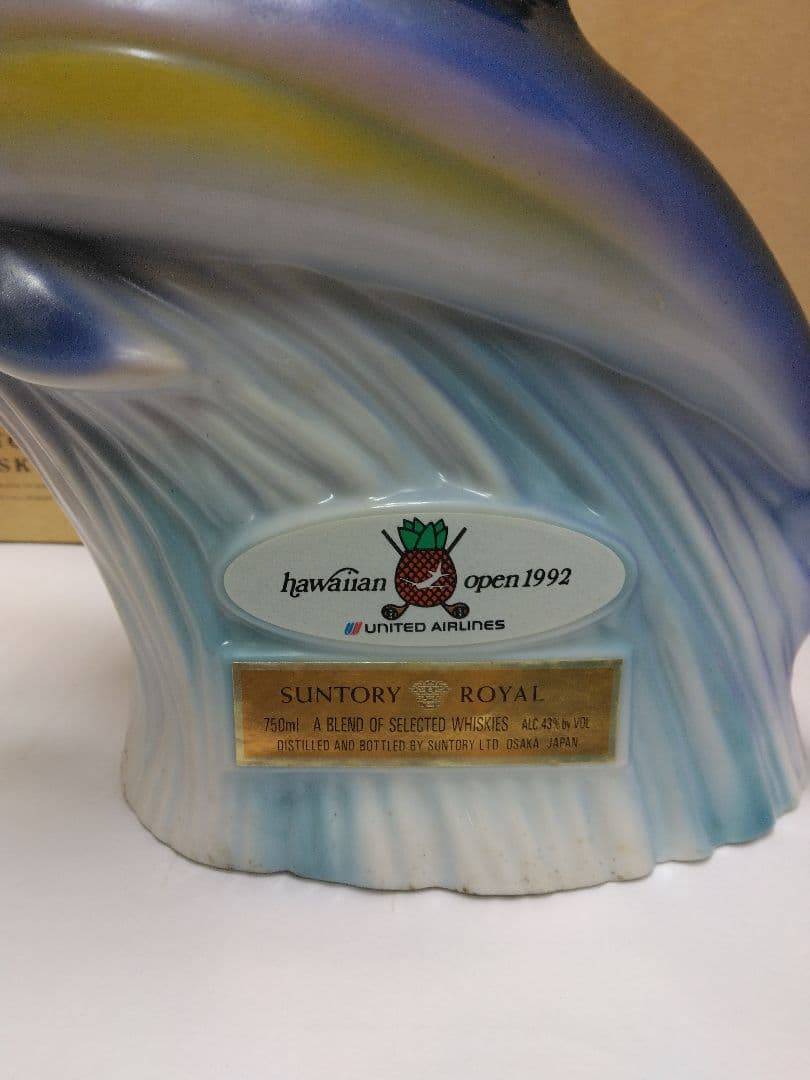 hawaiian open 1992
UNITED AIRLINES
SUNTORY ROYAL
750ml A BLEND OF SELECTED WHISKIES ALC.43% by VOL
DISTILLED AND BOTTLED BY SUNTORY LTD. OSAKA JAPAN
SK